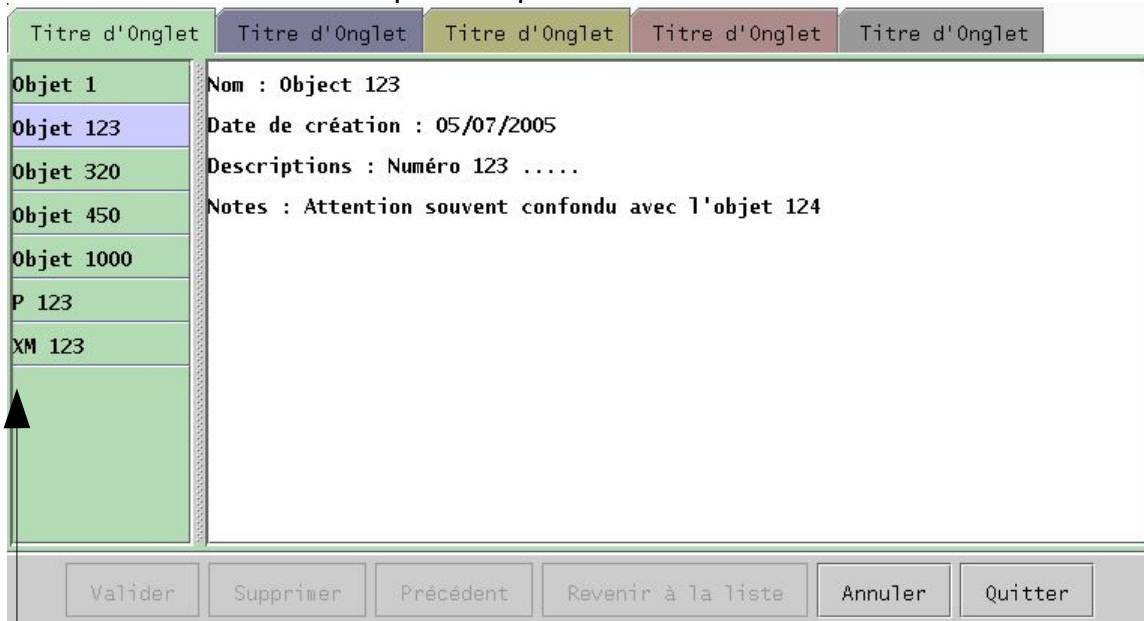 Titre d'Onglet Titre d'Onglet Titre d'Onglet Titre d'Onglet Titre d'Onglet
Objet 1
Objet 123
Objet 320
Objet 450
Objet 1000
P 123
XM 123
Nom : Object 123
Date de création : 05/07/2005
Descriptions : Numéro 123 .....
Notes : Attention souvent confondu avec l'objet 124
Valider Supprimer Précédent Revenir à la liste Annuler Quitter